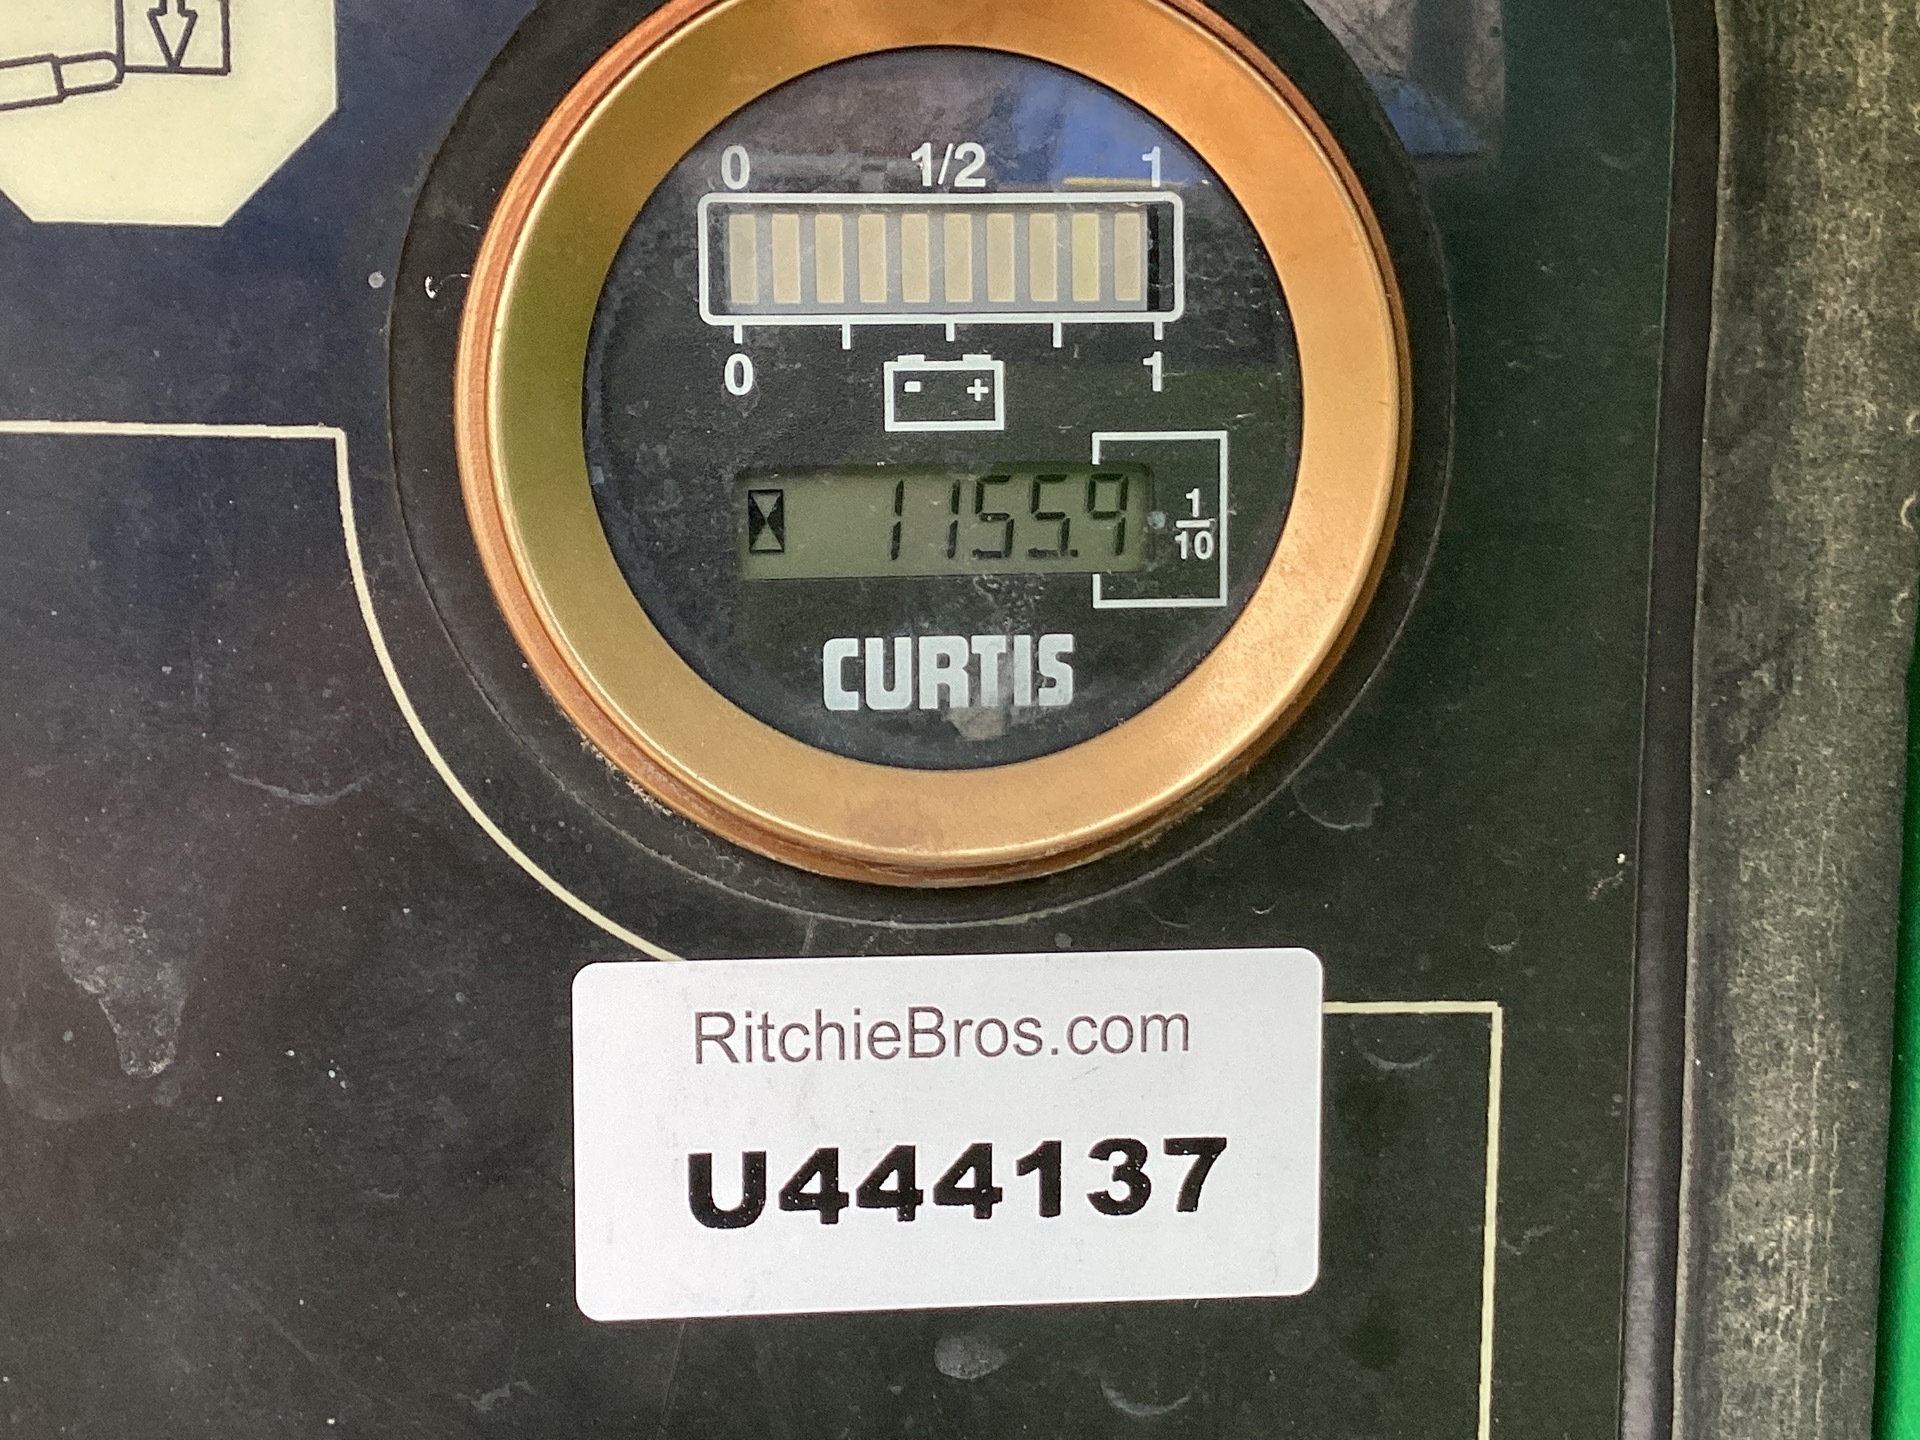 0 1/2 1
0 1
- +
1155.9
1/10
CURTIS
RitchieBros.com
U444137